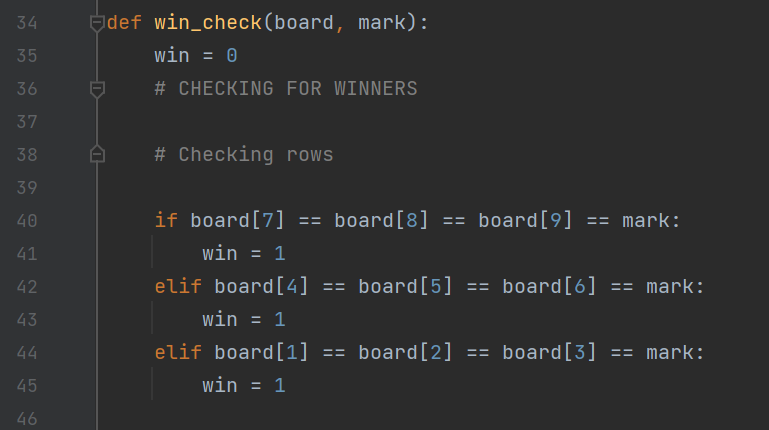 34 def win_check(board, mark):
35     win = 0
36     # CHECKING FOR WINNERS
37
38     # Checking rows
39
40     if board[7] == board[8] == board[9] == mark:
41         win = 1
42     elif board[4] == board[5] == board[6] == mark:
43         win = 1
44     elif board[1] == board[2] == board[3] == mark:
45         win = 1
46